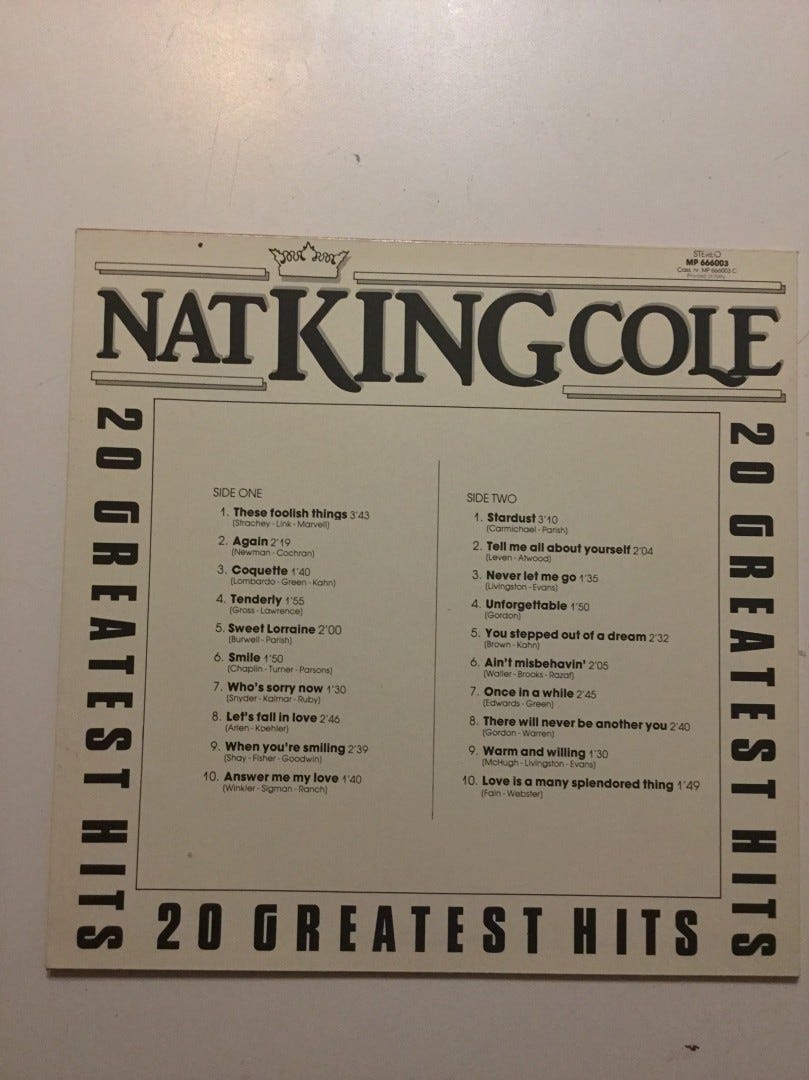 STEREO
MP 666003
Cass. nr. MP 666003 C
Printed in Italy
NAT KING COLE
20 GREATEST HITS
20 GREATEST HITS
SIDE ONE
1. These foolish things 3'43
(Strachey - Link - Marvell)
2. Again 2'19
(Newman - Cochran)
3. Coquette 1'40
(Lombardo - Green - Kahn)
4. Tenderly 1'55
(Gross - Lawrence)
5. Sweet Lorraine 2'00
(Burwell - Parish)
6. Smile 1'50
(Chaplin - Turner - Parsons)
7. Who's sorry now 1'30
(Snyder - Kalmar - Ruby)
8. Let's fall in love 2'46
(Arlen - Koehler)
9. When you're smiling 2'39
(Shay - Fisher - Goodwin)
10. Answer me my love 1'40
(Winkler - Sigman - Ranch)
SIDE TWO
1. Stardust 3'10
(Carmichael - Parish)
2. Tell me all about yourself 2'04
(Leven - Atwood)
3. Never let me go 1'35
(Livingston - Evans)
4. Unforgettable 1'50
(Gordon)
5. You stepped out of a dream 2'32
(Brown - Kahn)
6. Ain't misbehavin' 2'05
(Waller - Brooks - Razaf)
7. Once in a while 2'45
(Edwards - Green)
8. There will never be another you 2'40
(Gordon - Warren)
9. Warm and willing 1'30
(McHugh - Livingston - Evans)
10. Love is a many splendored thing 1'49
(Fain - Webster)
20 GREATEST HITS